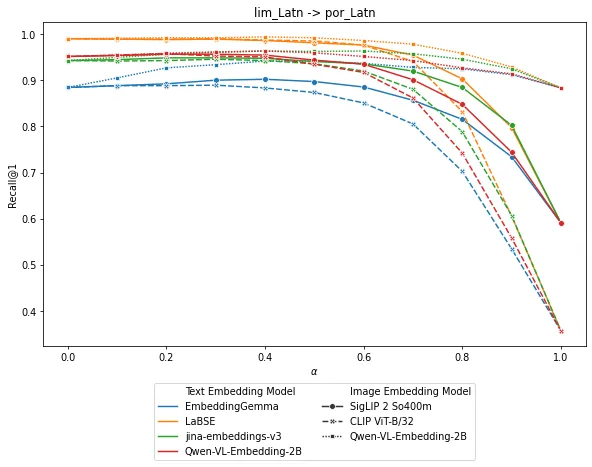 lim_Latn -> por_Latn
Recall@1
1.0
0.9
0.8
0.7
0.6
0.5
0.4
0.0 0.2 0.4 0.6 0.8 1.0
α
Text Embedding Model
EmbeddingGemma
LaBSE
jina-embeddings-v3
Qwen-VL-Embedding-2B
Image Embedding Model
SigLIP 2 So400m
CLIP ViT-B/32
Qwen-VL-Embedding-2B